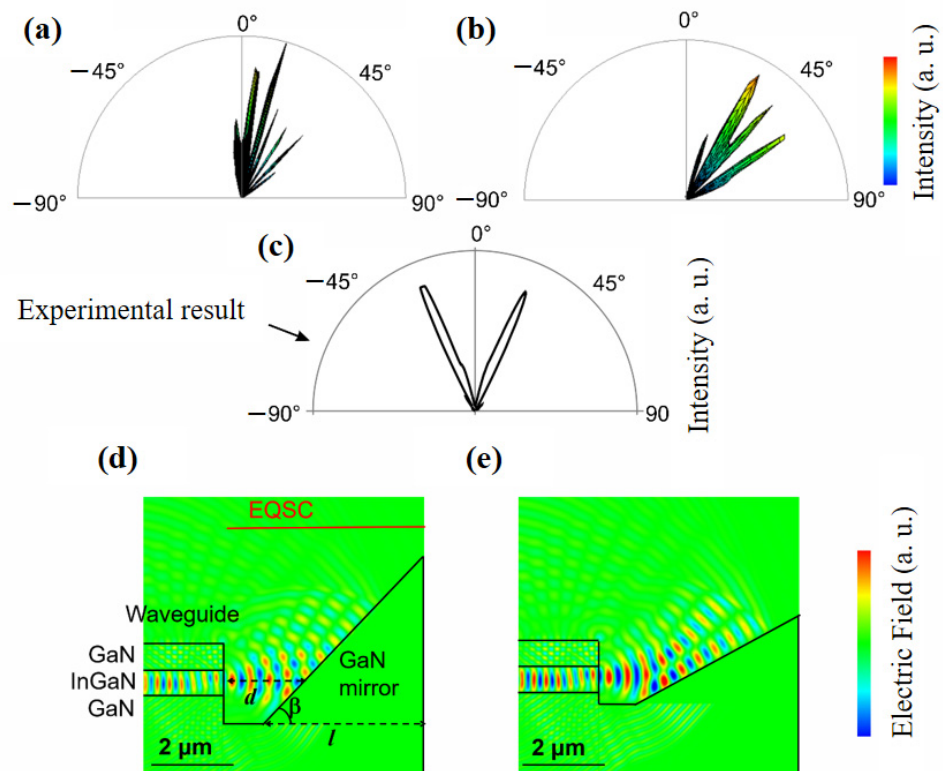 (a)
0°
−45°
45°
−90°
90°
(b)
0°
−45°
45°
−90°
90°
Intensity (a. u.)
(c)
0°
−45°
45°
Experimental result
−90°
90
Intensity (a. u.)
(d)
EQSC
Waveguide
GaN
InGaN
GaN
GaN
mirror
d
β
l
2 μm
(e)
2 μm
Electric Field (a. u.)